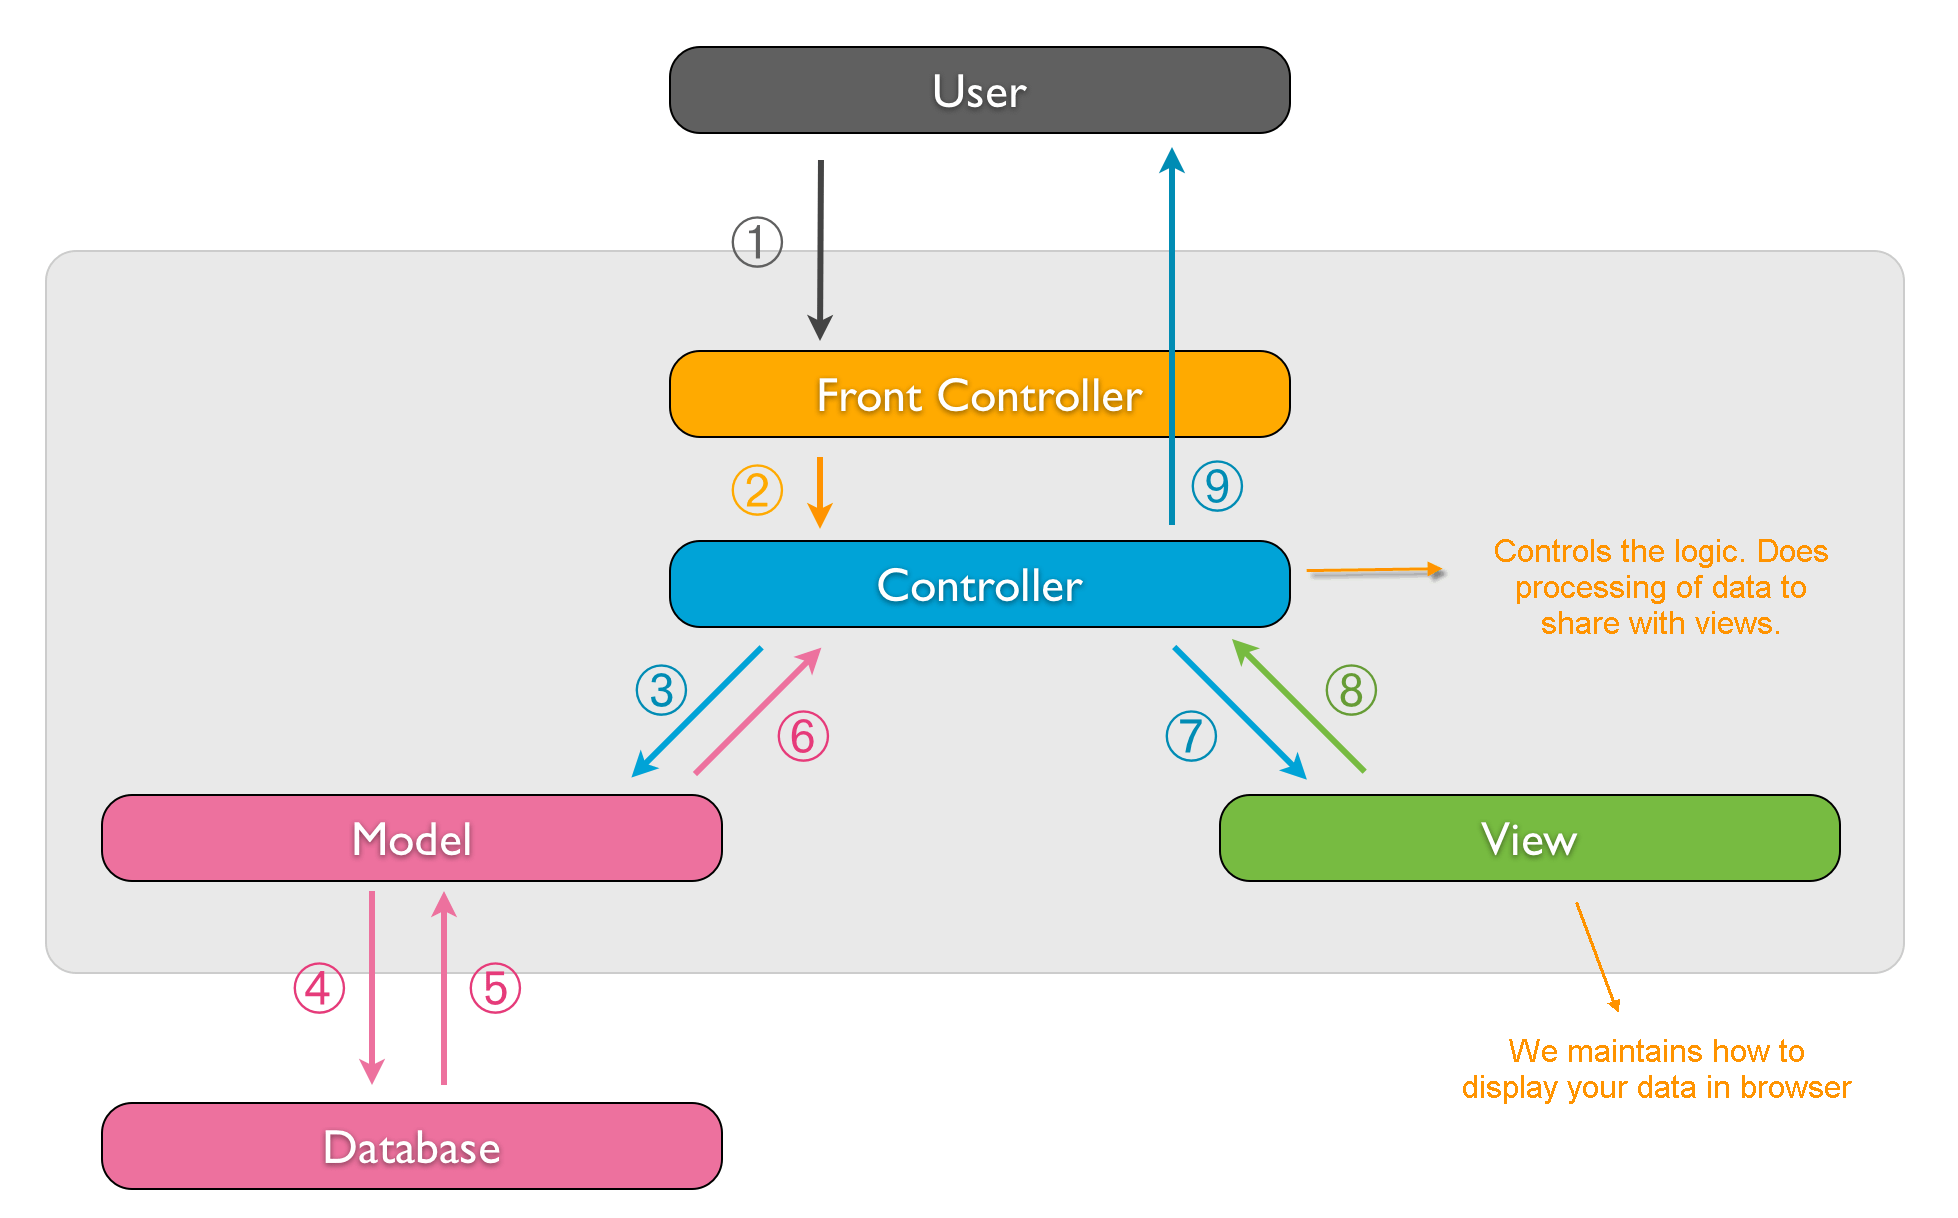 User
①
Front Controller
②
⑨
Controller
Controls the logic. Does
processing of data to
share with views.
③
⑥
⑦
⑧
Model
View
④
⑤
We maintains how to
display your data in browser
Database